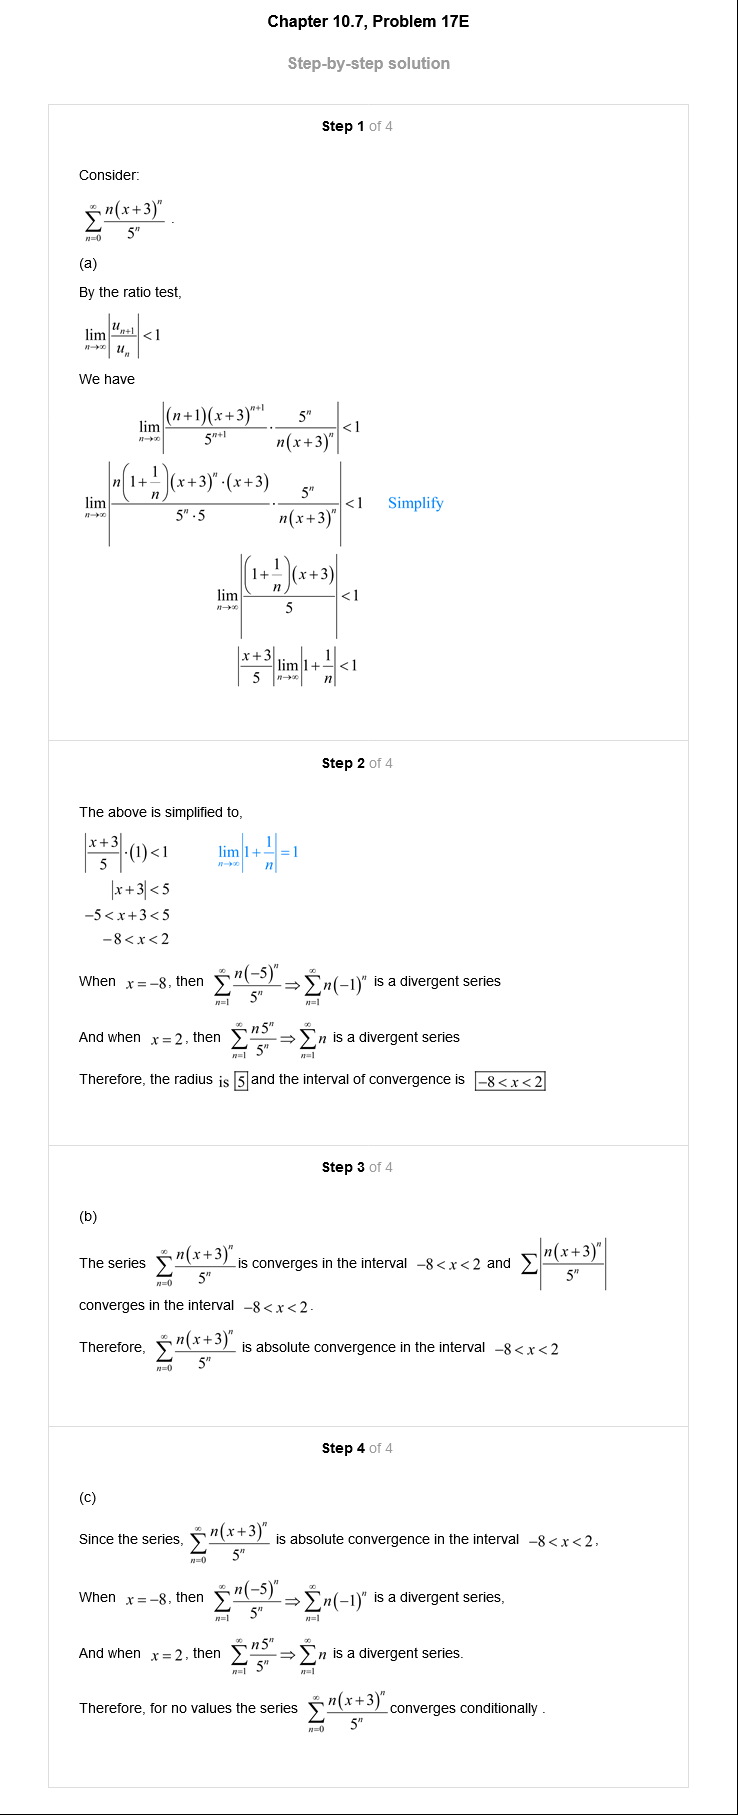 Chapter 10.7, Problem 17E
Step-by-step solution
Step 1 of 4
Consider:
$\sum_{n=0}^{\infty} \frac{n(x+3)^n}{5^n}$ .
(a)
By the ratio test,
$\lim_{n\to\infty} \left|\frac{u_{n+1}}{u_n}\right| < 1$
We have
$\lim_{n\to\infty} \left|\frac{(n+1)(x+3)^{n+1}}{5^{n+1}} \cdot \frac{5^n}{n(x+3)^n}\right| < 1$
$\lim_{n\to\infty} \left|\frac{n\left(1+\frac{1}{n}\right)(x+3)^n \cdot (x+3)}{5^n \cdot 5} \cdot \frac{5^n}{n(x+3)^n}\right| < 1$ Simplify
$\lim_{n\to\infty} \left|\frac{\left(1+\frac{1}{n}\right)(x+3)}{5}\right| < 1$
$\left|\frac{x+3}{5}\right| \lim_{n\to\infty} \left|1+\frac{1}{n}\right| < 1$
Step 2 of 4
The above is simplified to,
$\left|\frac{x+3}{5}\right| \cdot (1) < 1$ $\lim_{n\to\infty} \left|1+\frac{1}{n}\right| = 1$
$|x+3| < 5$
$-5 < x+3 < 5$
$-8 < x < 2$
When $x = -8$, then $\sum_{n=1}^{\infty} \frac{n(-5)^n}{5^n} \Rightarrow \sum_{n=1}^{\infty} n(-1)^n$ is a divergent series
And when $x = 2$, then $\sum_{n=1}^{\infty} \frac{n5^n}{5^n} \Rightarrow \sum_{n=1}^{\infty} n$ is a divergent series
Therefore, the radius is 5 and the interval of convergence is $-8 < x < 2$
Step 3 of 4
(b)
The series $\sum_{n=0}^{\infty} \frac{n(x+3)^n}{5^n}$ is converges in the interval $-8 < x < 2$ and $\sum \left|\frac{n(x+3)^n}{5^n}\right|$
converges in the interval $-8 < x < 2$.
Therefore, $\sum_{n=0}^{\infty} \frac{n(x+3)^n}{5^n}$ is absolute convergence in the interval $-8 < x < 2$
Step 4 of 4
(c)
Since the series, $\sum_{n=0}^{\infty} \frac{n(x+3)^n}{5^n}$ is absolute convergence in the interval $-8 < x < 2$,
When $x = -8$, then $\sum_{n=1}^{\infty} \frac{n(-5)^n}{5^n} \Rightarrow \sum_{n=1}^{\infty} n(-1)^n$ is a divergent series,
And when $x = 2$, then $\sum_{n=1}^{\infty} \frac{n5^n}{5^n} \Rightarrow \sum_{n=1}^{\infty} n$ is a divergent series.
Therefore, for no values the series $\sum_{n=0}^{\infty} \frac{n(x+3)^n}{5^n}$ converges conditionally .